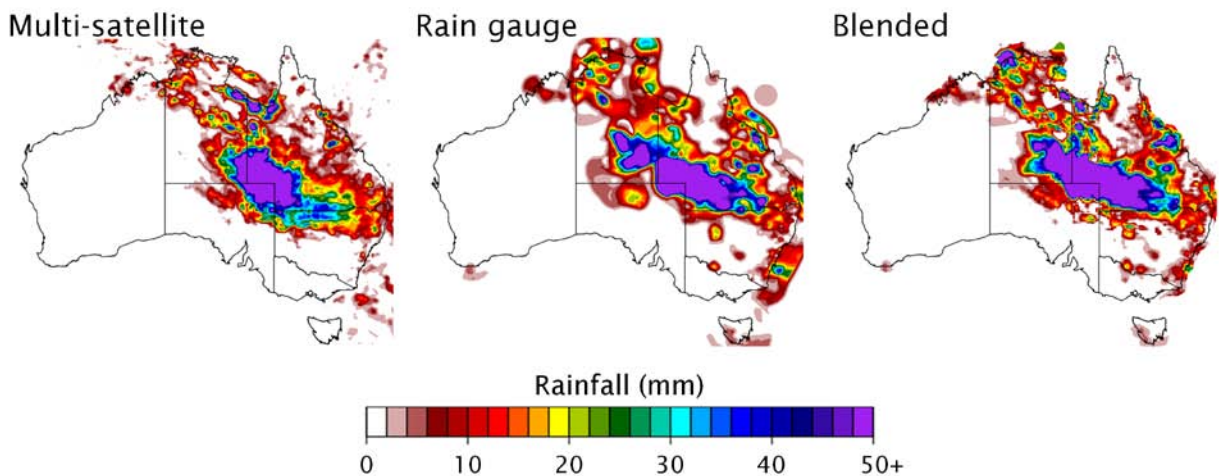 Multi-satellite
Rain gauge
Blended
Rainfall (mm)
0 10 20 30 40 50+